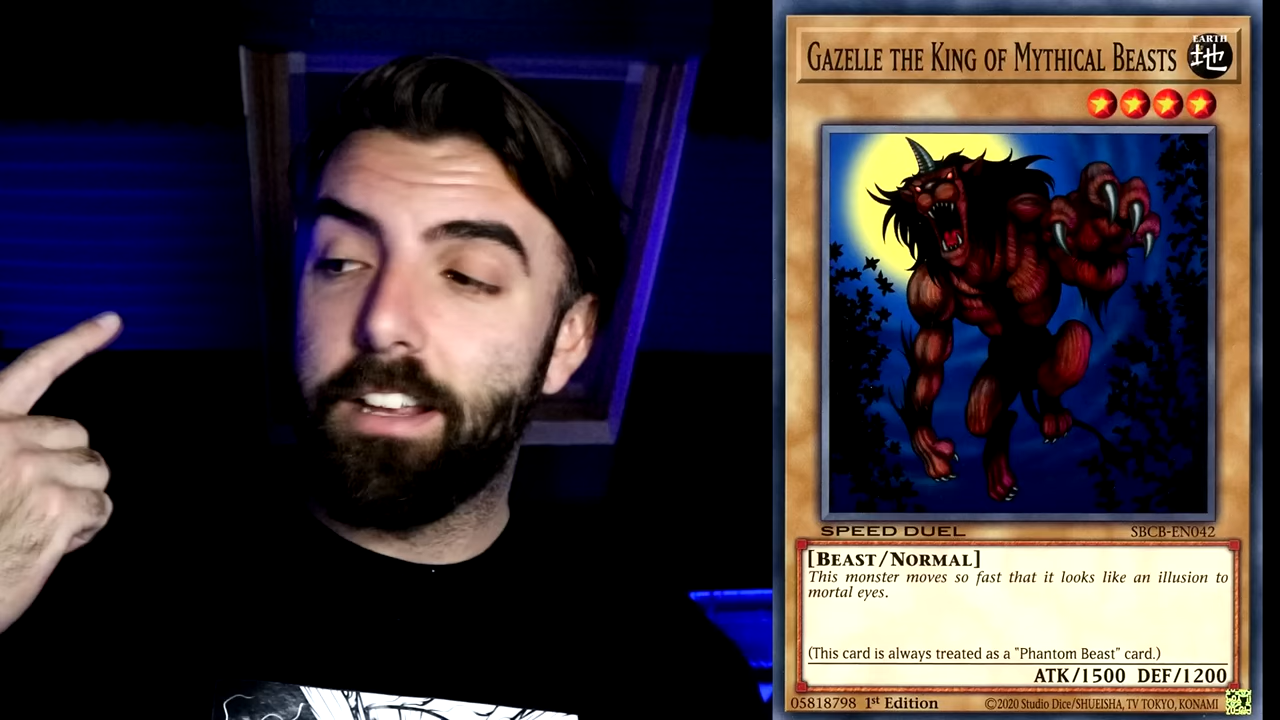 GAZELLE THE KING OF MYTHICAL BEASTS
EARTH
地
SPEED DUEL
SBCB-EN042
[BEAST/NORMAL]
This monster moves so fast that it looks like an illusion to
mortal eyes.
(This card is always treated as a "Phantom Beast" card.)
ATK/1500 DEF/1200
05818798 1st Edition ©2020 Studio Dice/SHUEISHA, TV TOKYO, KONAMI